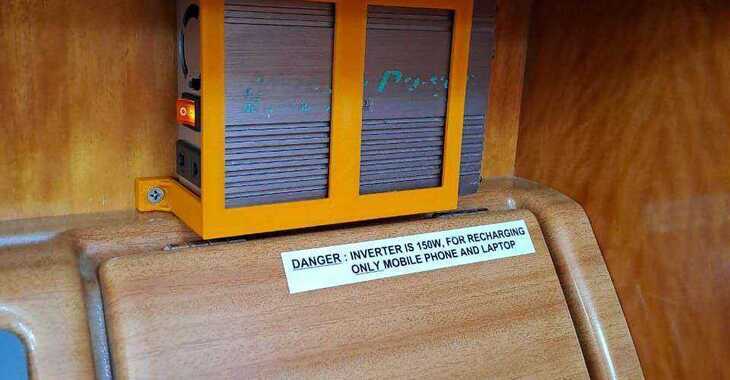 DANGER : INVERTER IS 150W, FOR RECHARGING
ONLY MOBILE PHONE AND LAPTOP